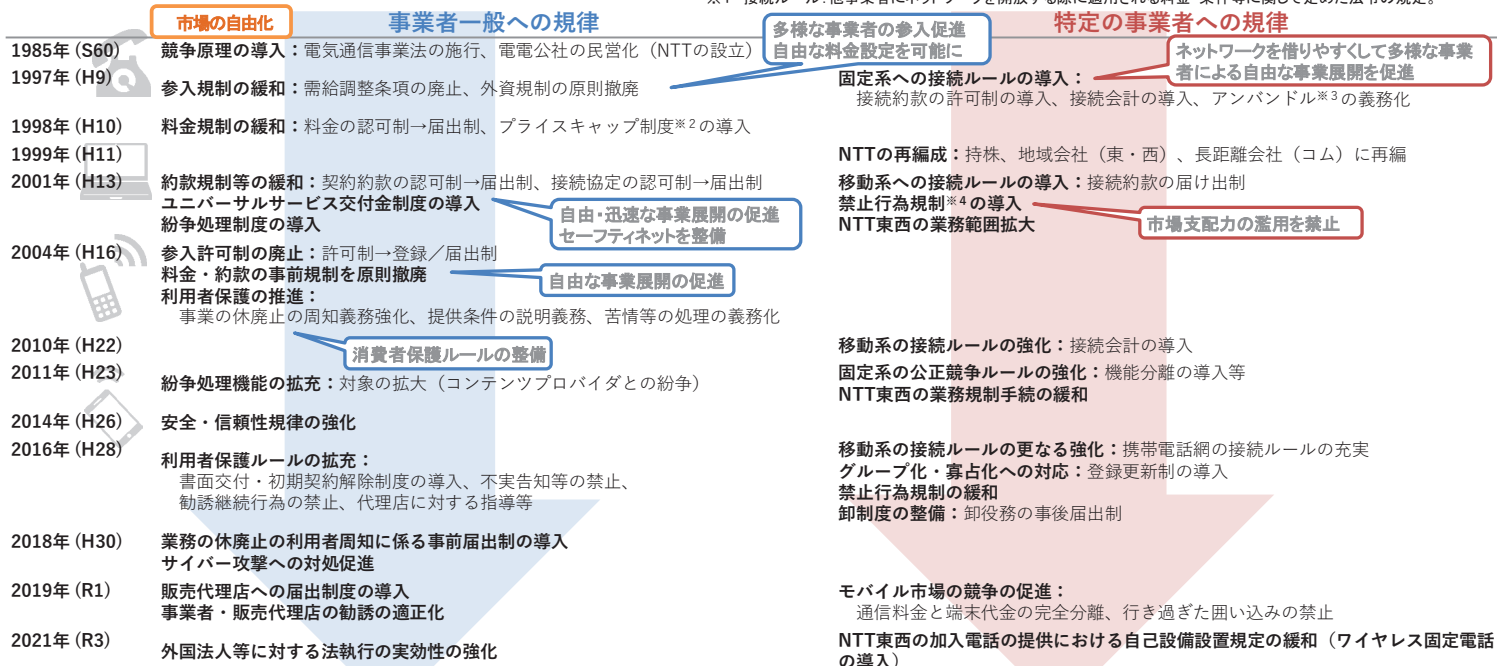 ※1 接続ルール：他事業者にネットワークを開放する際に適用される料金・条件等に関して定めた法令の規定。
市場の自由化
事業者一般への規律
特定の事業者への規律
多様な事業者の参入促進
自由な料金設定を可能に
1985年 (S60) 競争原理の導入：電気通信事業法の施行、電電公社の民営化（NTTの設立）
ネットワークを借りやすくして多様な事業
者による自由な事業展開を促進
1997年 (H9) 参入規制の緩和：需給調整条項の廃止、外資規制の原則撤廃
固定系への接続ルールの導入：
接続約款の許可制の導入、接続会計の導入、アンバンドル※3の義務化
1998年 (H10) 料金規制の緩和：料金の認可制→届出制、プライスキャップ制度※2の導入
1999年 (H11) NTTの再編成：持株、地域会社（東・西）、長距離会社（コム）に再編
2001年 (H13) 約款規制等の緩和：契約約款の認可制→届出制、接続協定の認可制→届出制
ユニバーサルサービス交付金制度の導入
紛争処理制度の導入
自由・迅速な事業展開の促進
セーフティネットを整備
移動系への接続ルールの導入：接続約款の届け出制
禁止行為規制※4の導入
NTT東西の業務範囲拡大
市場支配力の濫用を禁止
2004年 (H16) 参入許可制の廃止：許可制→登録／届出制
料金・約款の事前規制を原則撤廃
自由な事業展開の促進
利用者保護の推進：
事業の休廃止の周知義務強化、提供条件の説明義務、苦情等の処理の義務化
消費者保護ルールの整備
2010年 (H22) 移動系の接続ルールの強化：接続会計の導入
2011年 (H23) 紛争処理機能の拡充：対象の拡大（コンテンツプロバイダとの紛争）
固定系の公正競争ルールの強化：機能分離の導入等
NTT東西の業務規制手続の緩和
2014年 (H26) 安全・信頼性規律の強化
2016年 (H28) 利用者保護ルールの拡充：
書面交付・初期契約解除制度の導入、不実告知等の禁止、
勧誘継続行為の禁止、代理店に対する指導等
移動系の接続ルールの更なる強化：携帯電話網の接続ルールの充実
グループ化・寡占化への対応：登録更新制の導入
禁止行為規制の緩和
卸制度の整備：卸役務の事後届出制
2018年 (H30) 業務の休廃止の利用者周知に係る事前届出制の導入
サイバー攻撃への対処促進
2019年 (R1) 販売代理店への届出制度の導入
事業者・販売代理店の勧誘の適正化
モバイル市場の競争の促進：
通信料金と端末代金の完全分離、行き過ぎた囲い込みの禁止
2021年 (R3) 外国法人等に対する法執行の実効性の強化
NTT東西の加入電話の提供における自己設備設置規定の緩和（ワイヤレス固定電話
の導入）